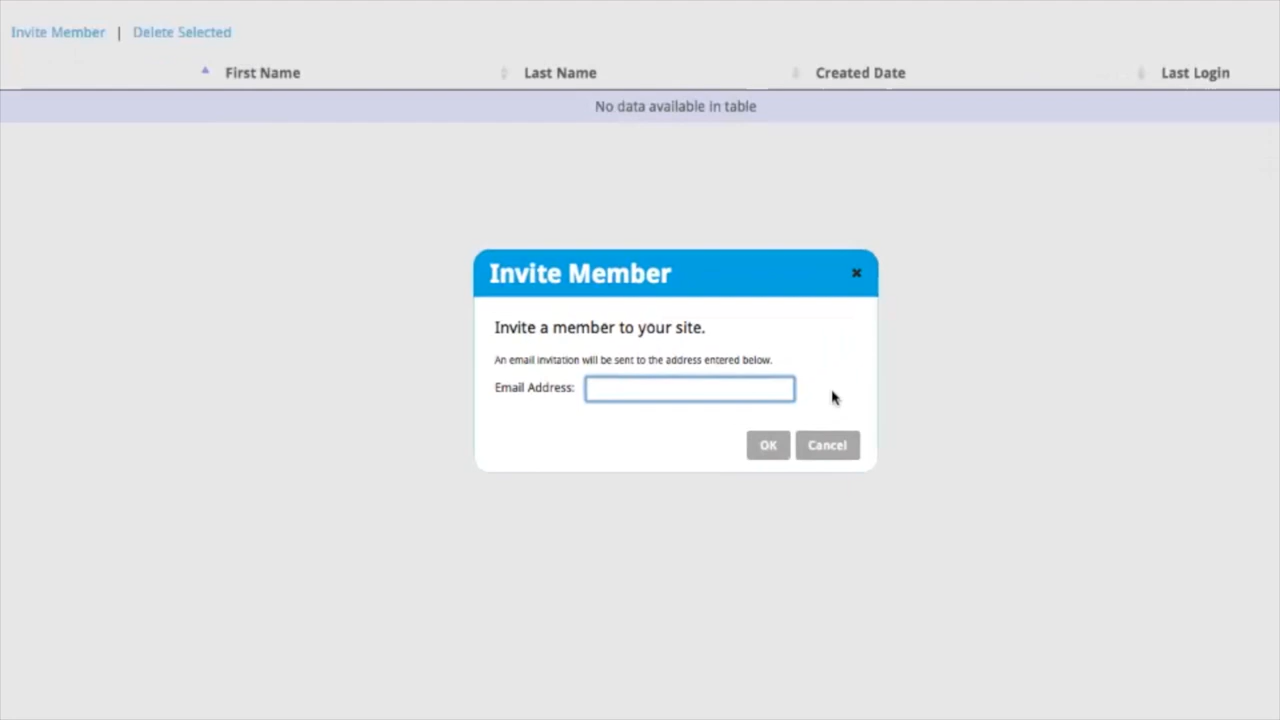 Invite Member | Delete Selected
First Name Last Name Created Date Last Login
No data available in table
Invite Member
Invite a member to your site.
An email invitation will be sent to the address entered below.
Email Address:
OK Cancel